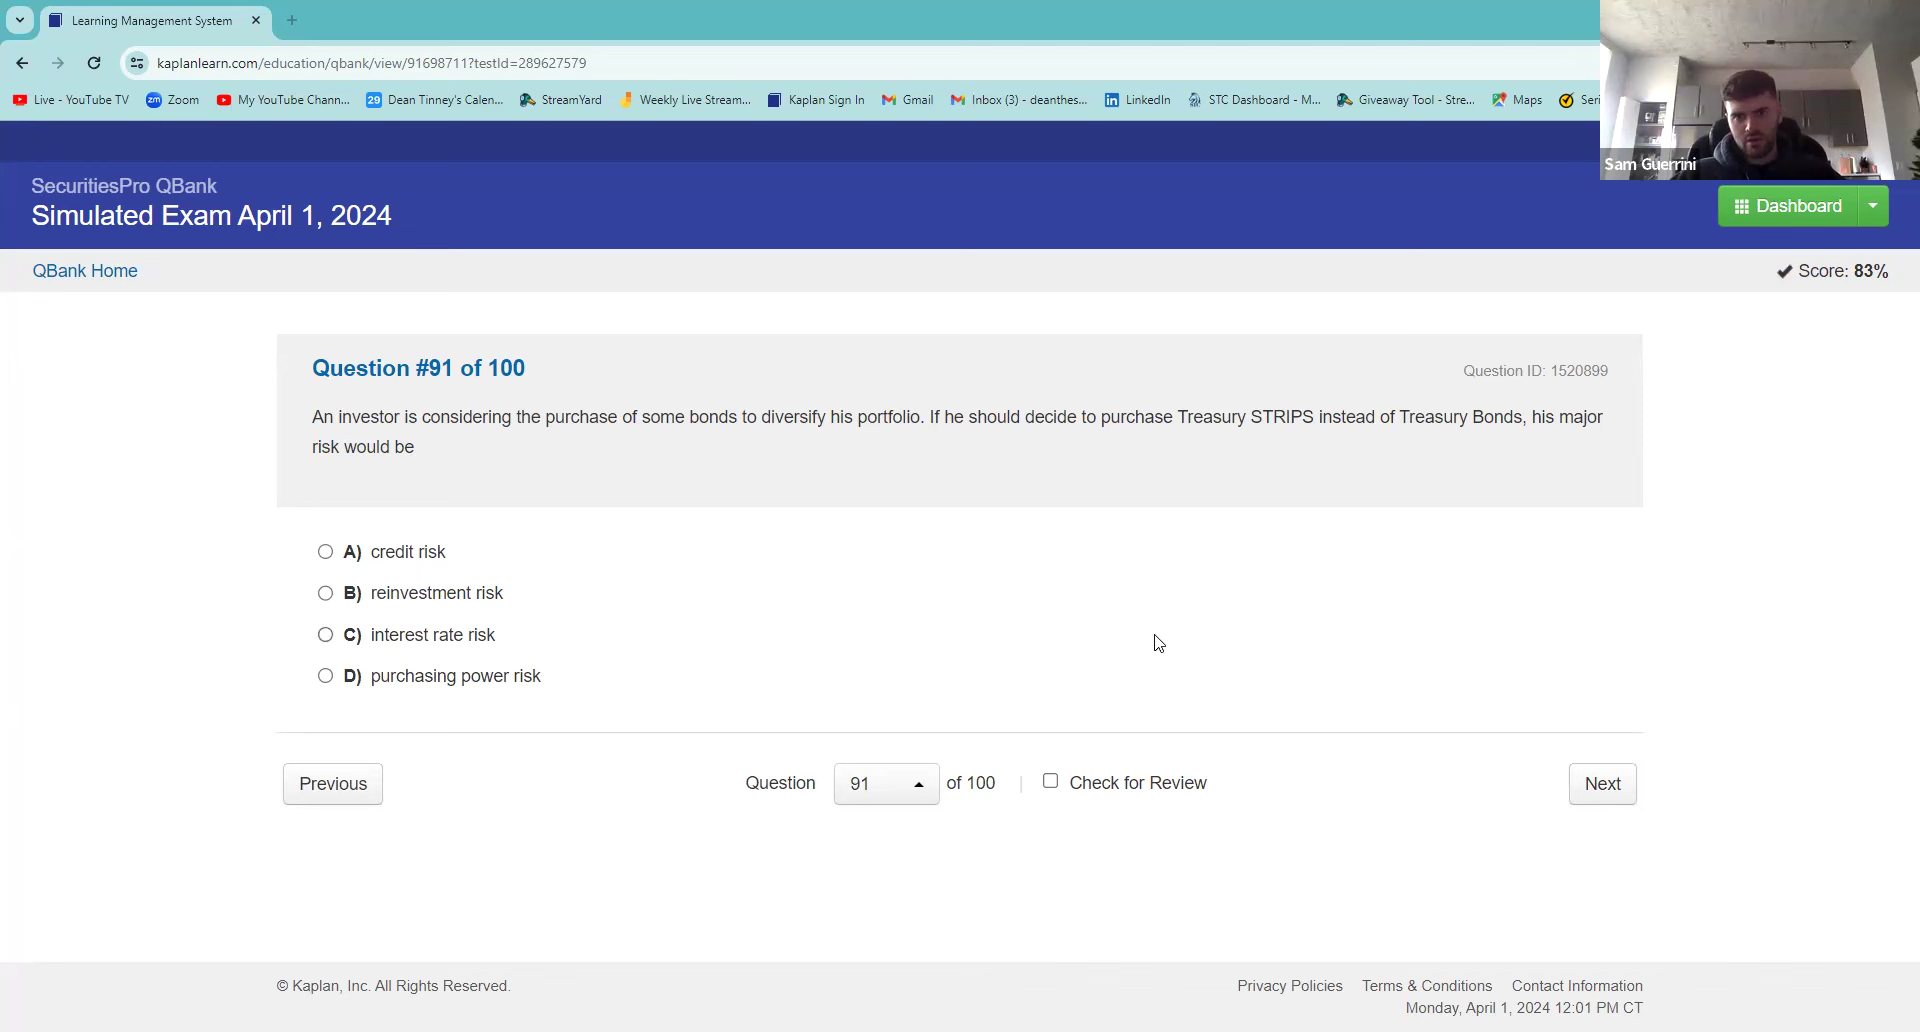 Learning Management System
kaplanlearn.com/education/qbank/view/91698711?testId=289627579
Live - YouTube TV
zm Zoom
My YouTube Chann...
29 Dean Tinney's Calen...
StreamYard
Weekly Live Stream...
Kaplan Sign In
Gmail
Inbox (3) - deanthes...
LinkedIn
STC Dashboard - M...
Giveaway Tool - Stre...
Maps
Seri
Sam Guerrini
SecuritiesPro QBank
Simulated Exam April 1, 2024
Dashboard
QBank Home
Score: 83%
Question #91 of 100
Question ID: 1520899
An investor is considering the purchase of some bonds to diversify his portfolio. If he should decide to purchase Treasury STRIPS instead of Treasury Bonds, his major
risk would be
A) credit risk
B) reinvestment risk
C) interest rate risk
D) purchasing power risk
Previous
Question 91 of 100 | Check for Review
Next
© Kaplan, Inc. All Rights Reserved.
Privacy Policies Terms & Conditions Contact Information
Monday, April 1, 2024 12:01 PM CT